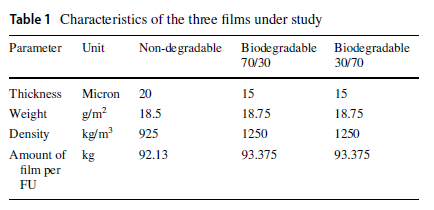 Table 1 Characteristics of the three films under study
Parameter Unit Non-degradable Biodegradable 70/30 Biodegradable 30/70
Thickness Micron 20 15 15
Weight g/m² 18.5 18.75 18.75
Density kg/m³ 925 1250 1250
Amount of film per FU kg 92.13 93.375 93.375